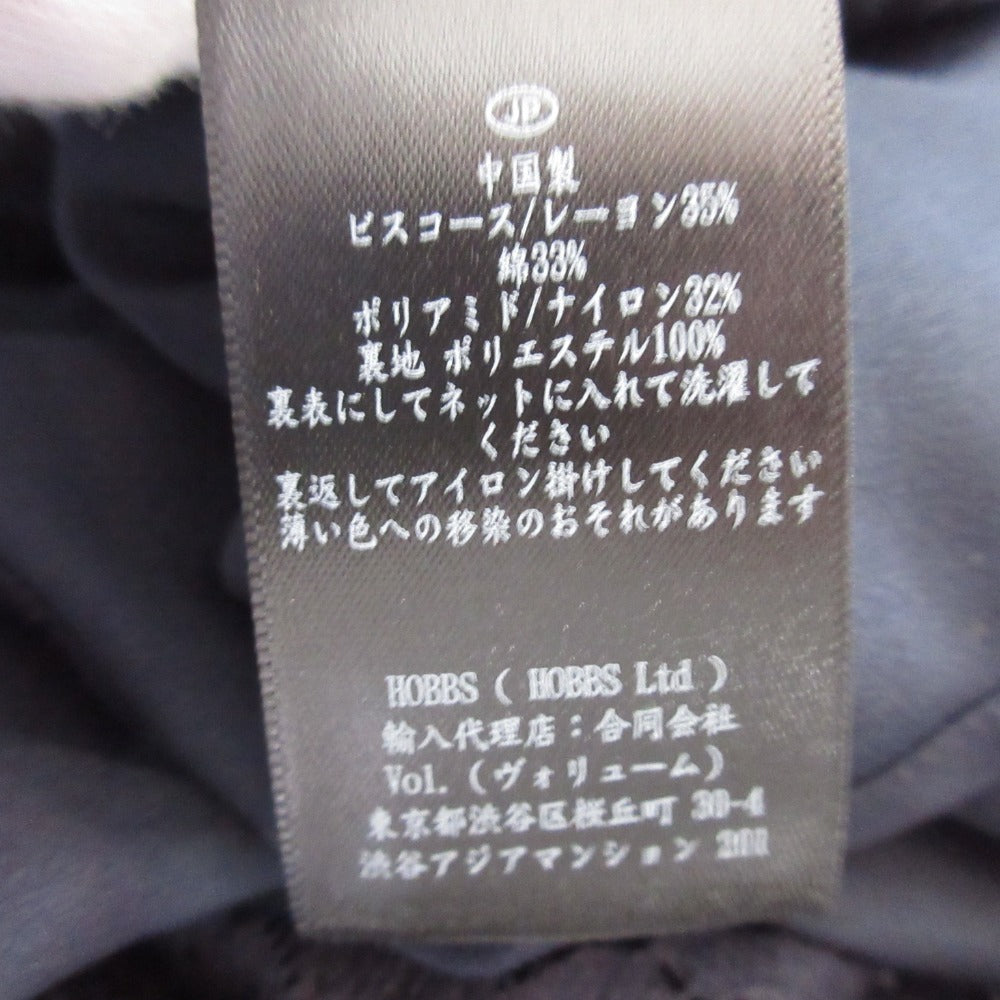 JP
中国製
ビスコース/レーヨン35%
綿33%
ポリアミド/ナイロン32%
裏地 ポリエステル100%
裏表にしてネットに入れて洗濯して
ください
裏返してアイロン掛けしてください
薄い色への移染のおそれがあります
HOBBS ( HOBBS Ltd )
輸入代理店：合同会社
Vol. (ヴォリューム)
東京都渋谷区桜丘町 30-4
渋谷アジアマンション